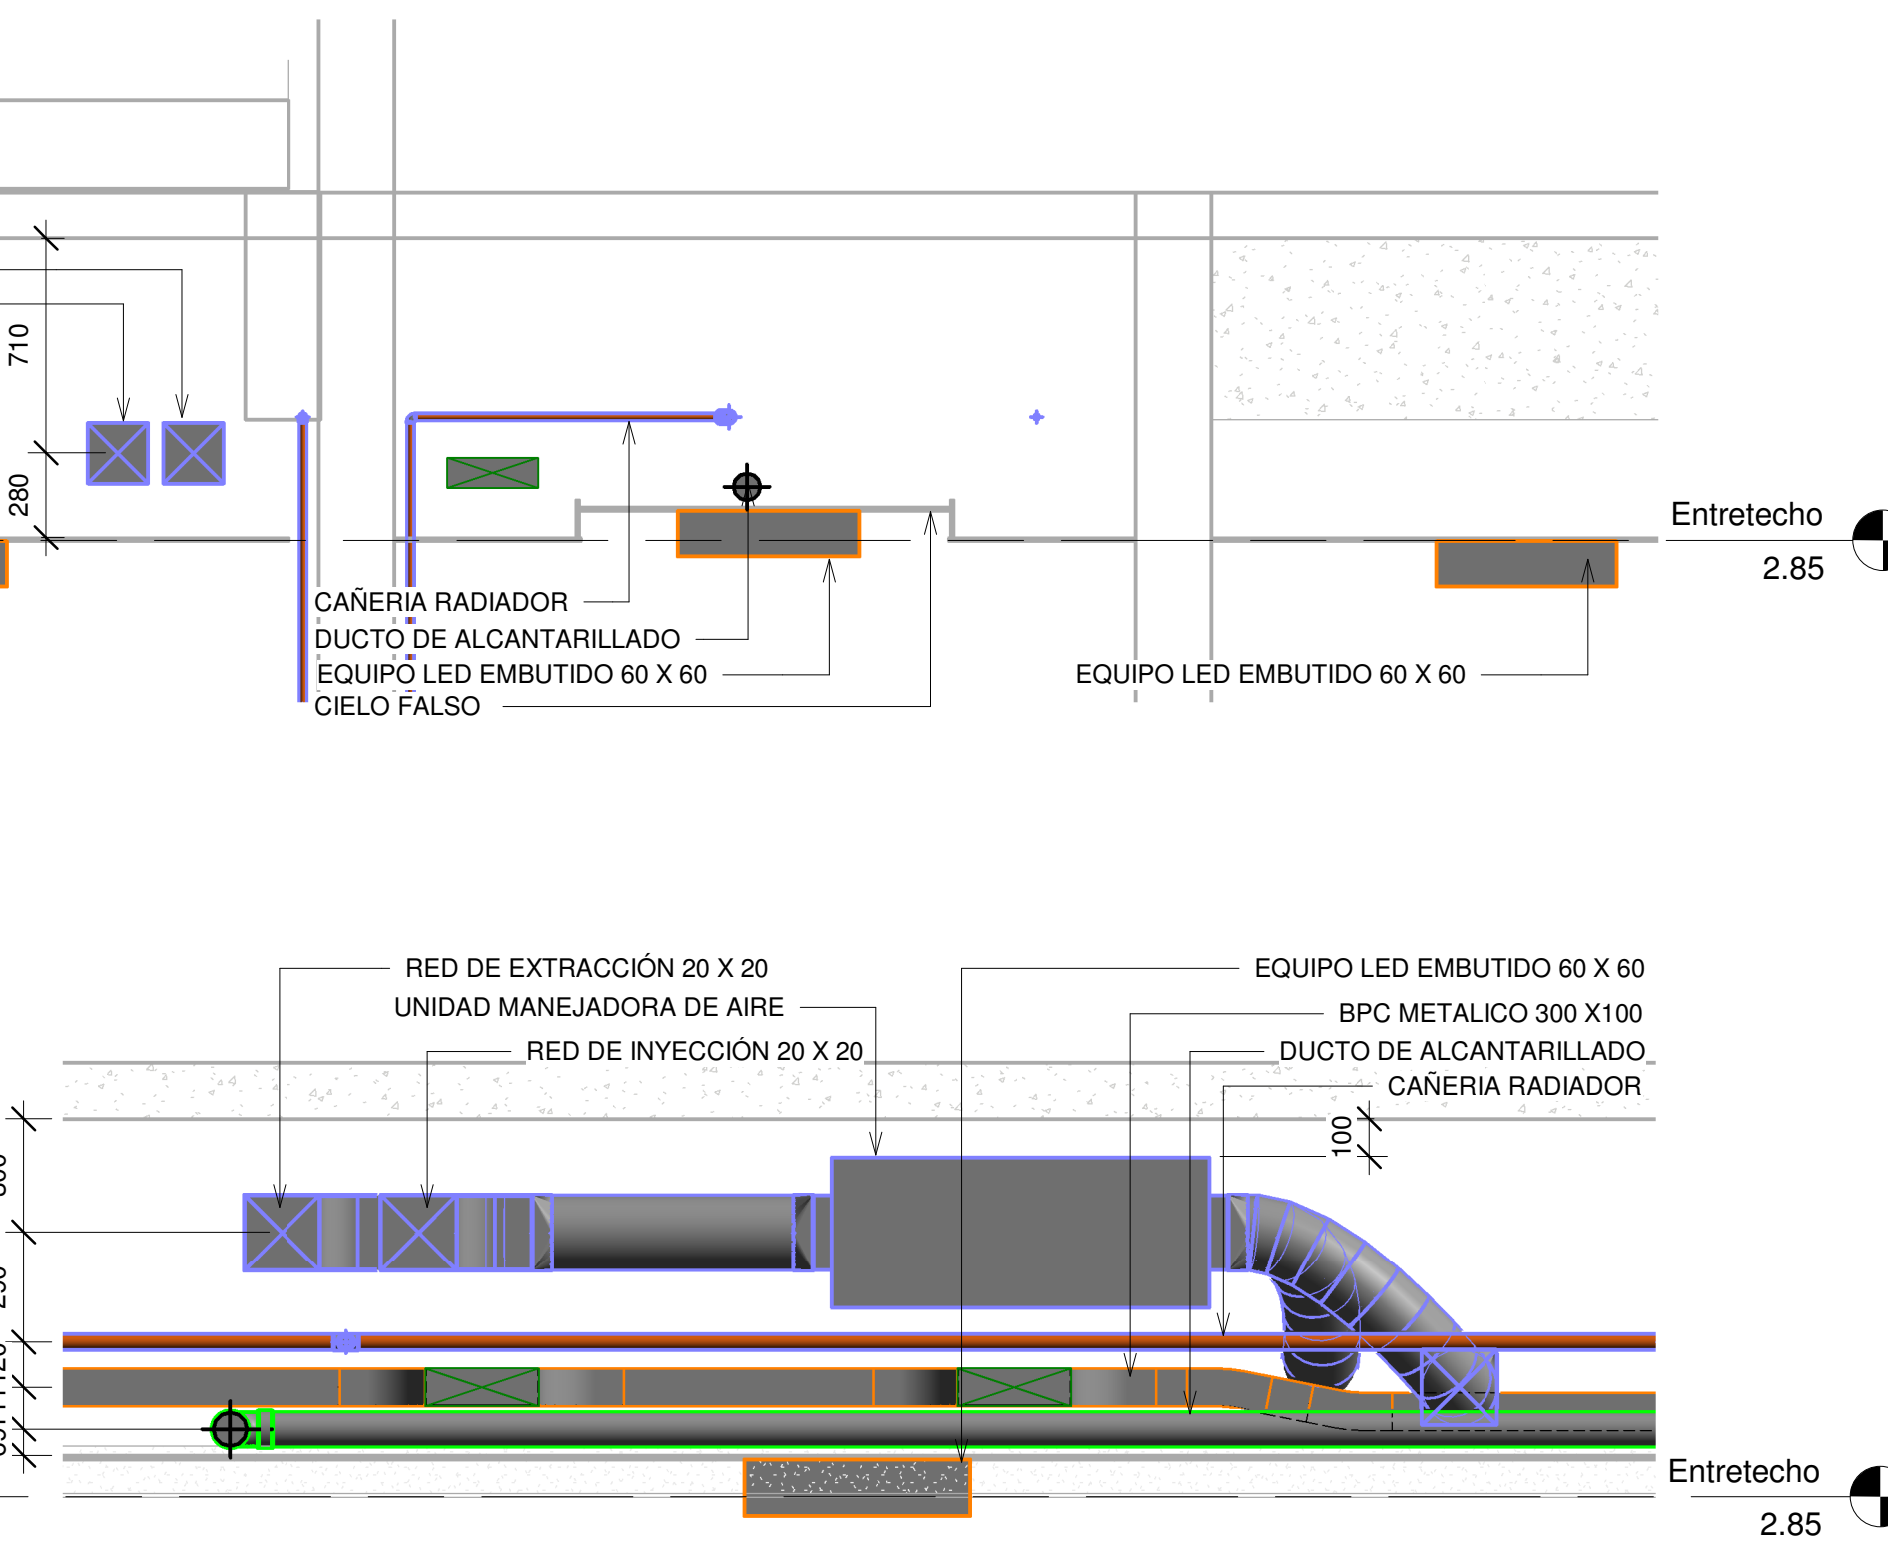 710
280
Entretecho
2.85
CAÑERIA RADIADOR
DUCTO DE ALCANTARILLADO
EQUIPO LED EMBUTIDO 60 X 60
EQUIPO LED EMBUTIDO 60 X 60
CIELO FALSO
RED DE EXTRACCIÓN 20 X 20
EQUIPO LED EMBUTIDO 60 X 60
UNIDAD MANEJADORA DE AIRE
BPC METALICO 300 X100
RED DE INYECCIÓN 20 X 20
DUCTO DE ALCANTARILLADO
CAÑERIA RADIADOR
100
Entretecho
2.85